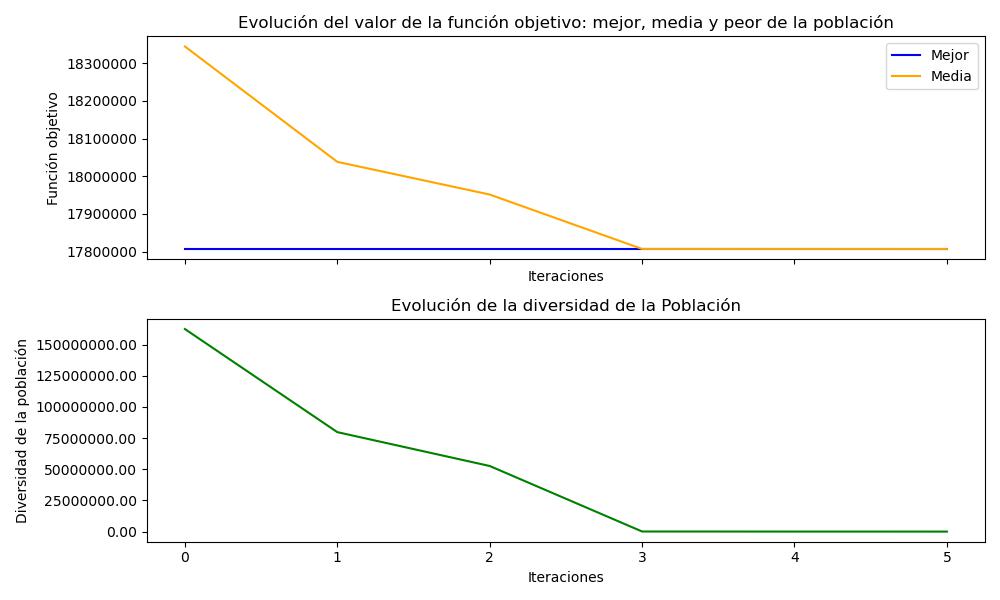 Evolución del valor de la función objetivo: mejor, media y peor de la población
Función objetivo
18300000
18200000
18100000
18000000
17900000
17800000
Mejor
Media
Iteraciones
Evolución de la diversidad de la Población
Diversidad de la población
150000000.00
125000000.00
100000000.00
75000000.00
50000000.00
25000000.00
0.00
0 1 2 3 4 5
Iteraciones